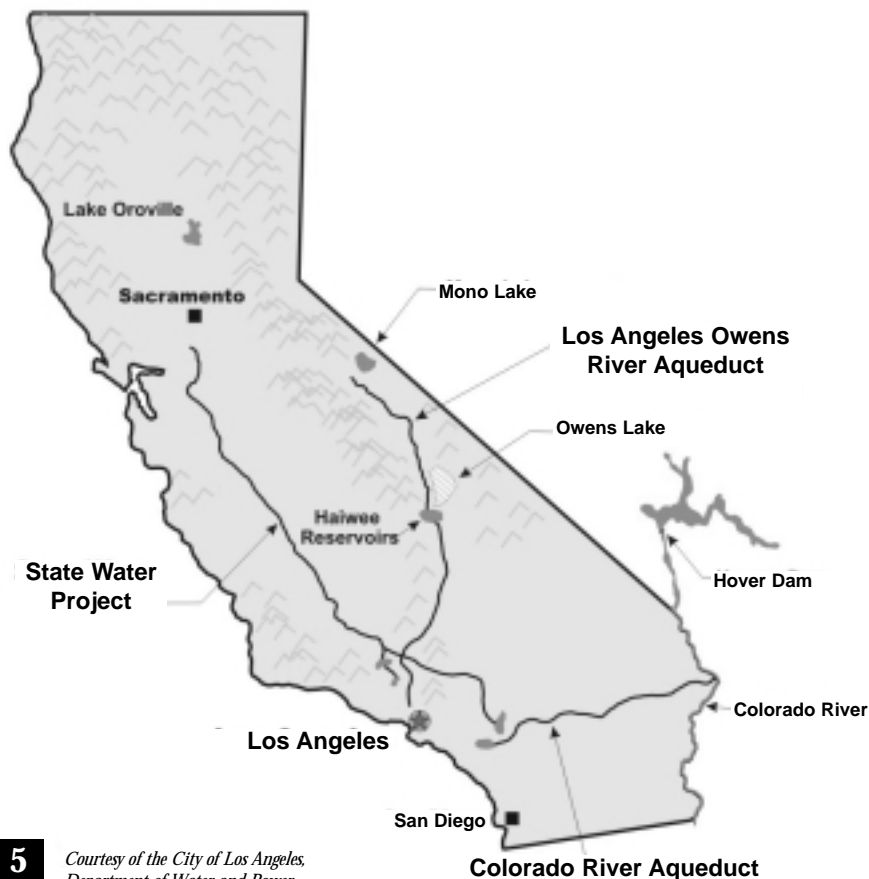 Lake Oroville
Sacramento
Mono Lake
Los Angeles Owens
River Aqueduct
Owens Lake
Haiwee
Reservoirs
State Water
Project
Hover Dam
Colorado River
Los Angeles
San Diego
5
Courtesy of the City of Los Angeles,
Department of Water and Power
Colorado River Aqueduct